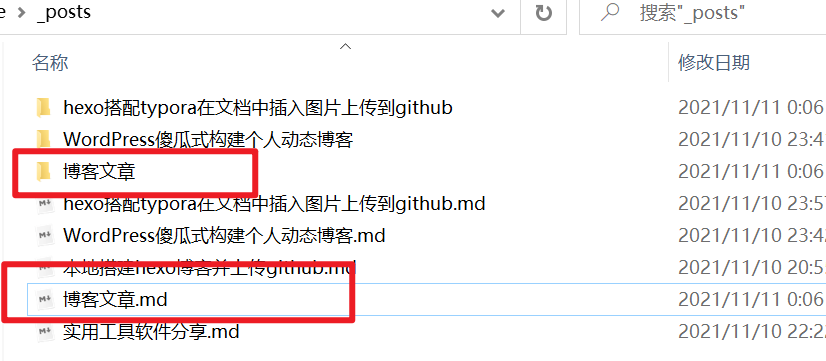 e > _posts 搜索"_posts"
名称 修改日期
hexo搭配typora在文档中插入图片上传到github 2021/11/11 0:06
WordPress傻瓜式构建个人动态博客 2021/11/10 23:4
博客文章 2021/11/11 0:06
hexo搭配typora在文档中插入图片上传到github.md 2021/11/10 23:57
WordPress傻瓜式构建个人动态博客.md 2021/11/10 23:42
本地搭建hexo博客并上传github.md 2021/11/10 20:5
博客文章.md 2021/11/11 0:06
实用工具软件分享.md 2021/11/10 22:2